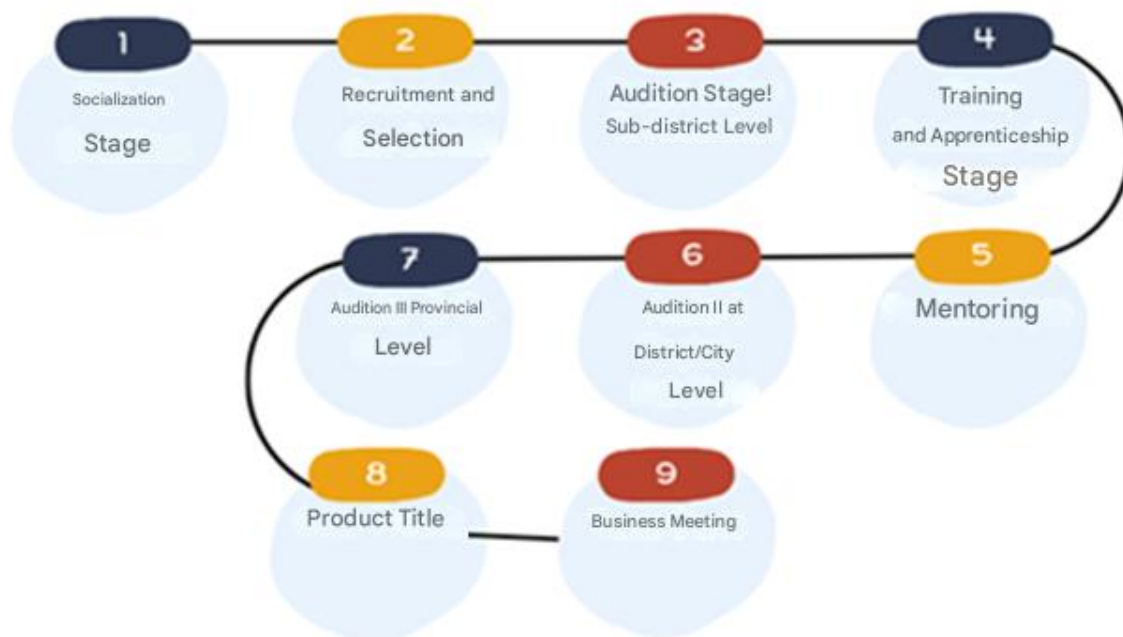 1
Socialization
Stage
2
Recruitment and
Selection
3
Audition Stage!
Sub-district Level
4
Training
and Apprenticeship
Stage
5
Mentoring
6
Audition II at
District/City
Level
7
Audition III Provincial
Level
8
Product Title
9
Business Meeting